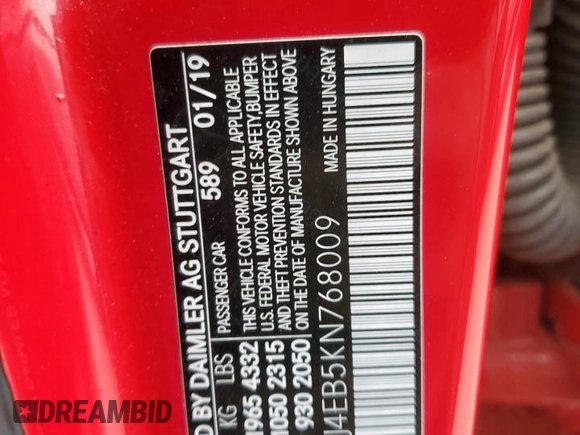 D BY DAIMLER AG STUTTGART
589 01/19
KG LBS PASSENGER CAR
1965 4332 THIS VEHICLE CONFORMS TO ALL APPLICABLE
1050 2315 U.S. FEDERAL MOTOR VEHICLE SAFETY, BUMPER
930 2050 AND THEFT PREVENTION STANDARDS IN EFFECT
ON THE DATE OF MANUFACTURE SHOWN ABOVE
J4EB5KN768009 MADE IN HUNGARY
DREAMBID